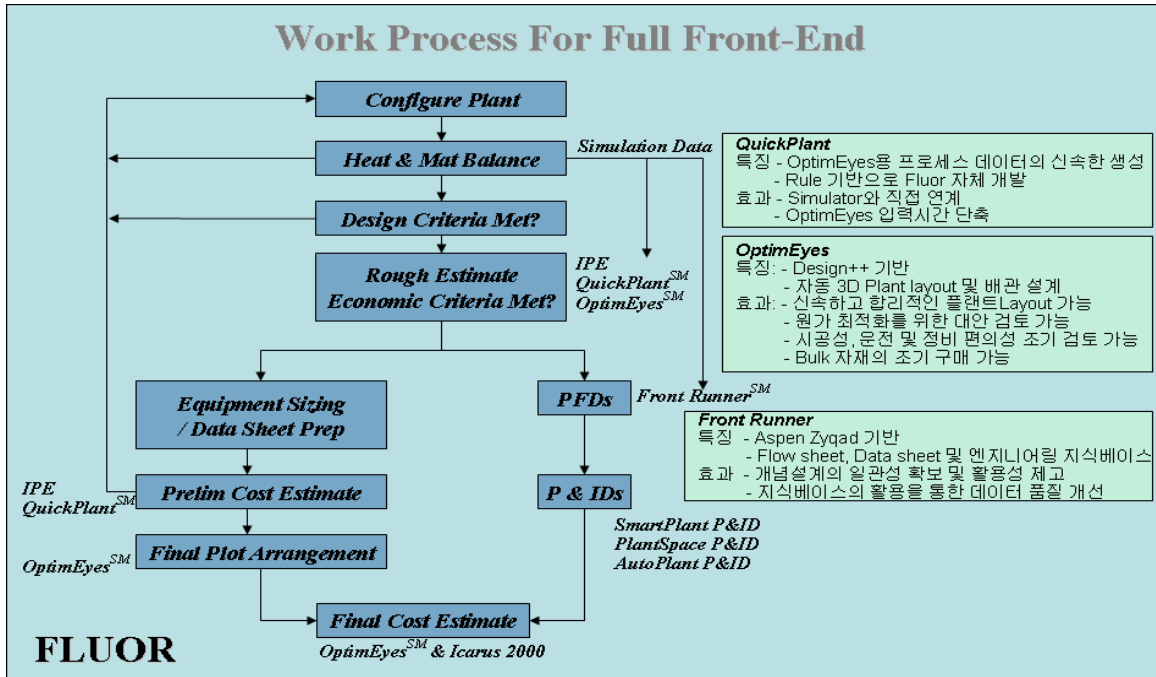 Work Process For Full Front-End
Configure Plant
Heat & Mat Balance
Simulation Data
Design Criteria Met?
Rough Estimate
Economic Criteria Met?
IPE
QuickPlant SM
OptimEyes SM
Equipment Sizing
/ Data Sheet Prep
PFDs
Front Runner SM
IPE
QuickPlant SM
Prelim Cost Estimate
P & IDs
SmartPlant P&ID
PlantSpace P&ID
AutoPlant P&ID
OptimEyes SM
Final Plot Arrangement
Final Cost Estimate
OptimEyes SM & Icarus 2000
FLUOR
QuickPlant
특징 - OptimEyes용 프로세스 데이터의 신속한 생성
- Rule 기반으로 Fluor 자체 개발
효과 - Simulator와 직접 연계
- OptimEyes 입력시간 단축
OptimEyes
특징: - Design++ 기반
- 자동 3D Plant layout 및 배관 설계
효과: - 신속하고 합리적인 플랜트Layout 가능
- 원가 최적화를 위한 대안 검토 가능
- 시공성, 운전 및 정비 편의성 조기 검토 가능
- Bulk 자재의 조기 구매 가능
Front Runner
특징 - Aspen Zyqad 기반
- Flow sheet, Data sheet 및 엔지니어링 지식베이스
효과 - 개념설계의 일관성 확보 및 활용성 제고
- 지식베이스의 활용을 통한 데이터 품질 개선